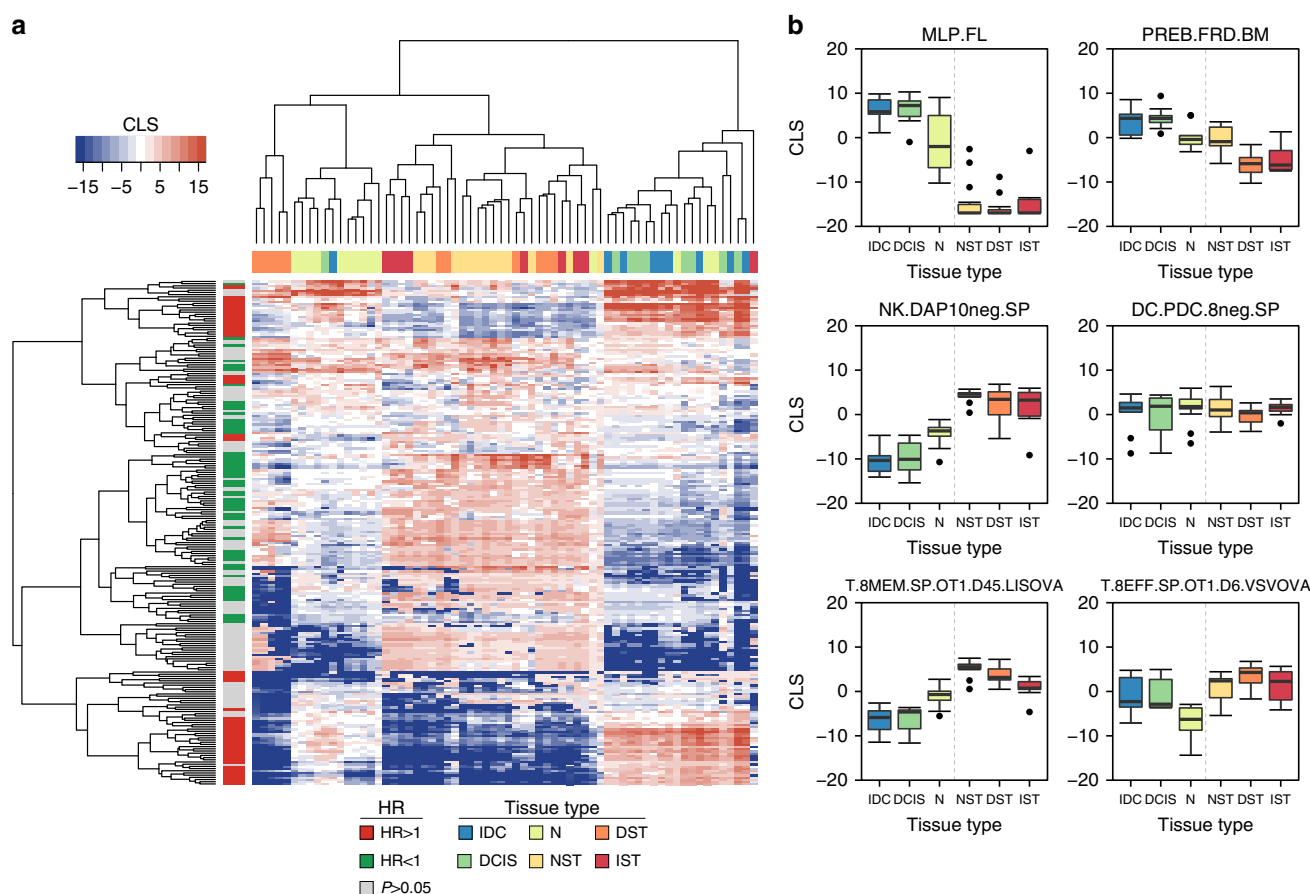 a
CLS
−15 −5 5 15
HR
HR>1
HR<1
P>0.05
Tissue type
IDC N DST
DCIS NST IST
b
MLP.FL
CLS
20
10
0
−10
−20
IDC DCIS N NST DST IST
Tissue type
PREB.FRD.BM
20
10
0
−10
−20
IDC DCIS N NST DST IST
Tissue type
NK.DAP10neg.SP
CLS
20
10
0
−10
−20
IDC DCIS N NST DST IST
Tissue type
DC.PDC.8neg.SP
20
10
0
−10
−20
IDC DCIS N NST DST IST
Tissue type
T.8MEM.SP.OT1.D45.LISOVA
CLS
20
10
0
−10
−20
IDC DCIS N NST DST IST
Tissue type
T.8EFF.SP.OT1.D6.VSVOVA
20
10
0
−10
−20
IDC DCIS N NST DST IST
Tissue type